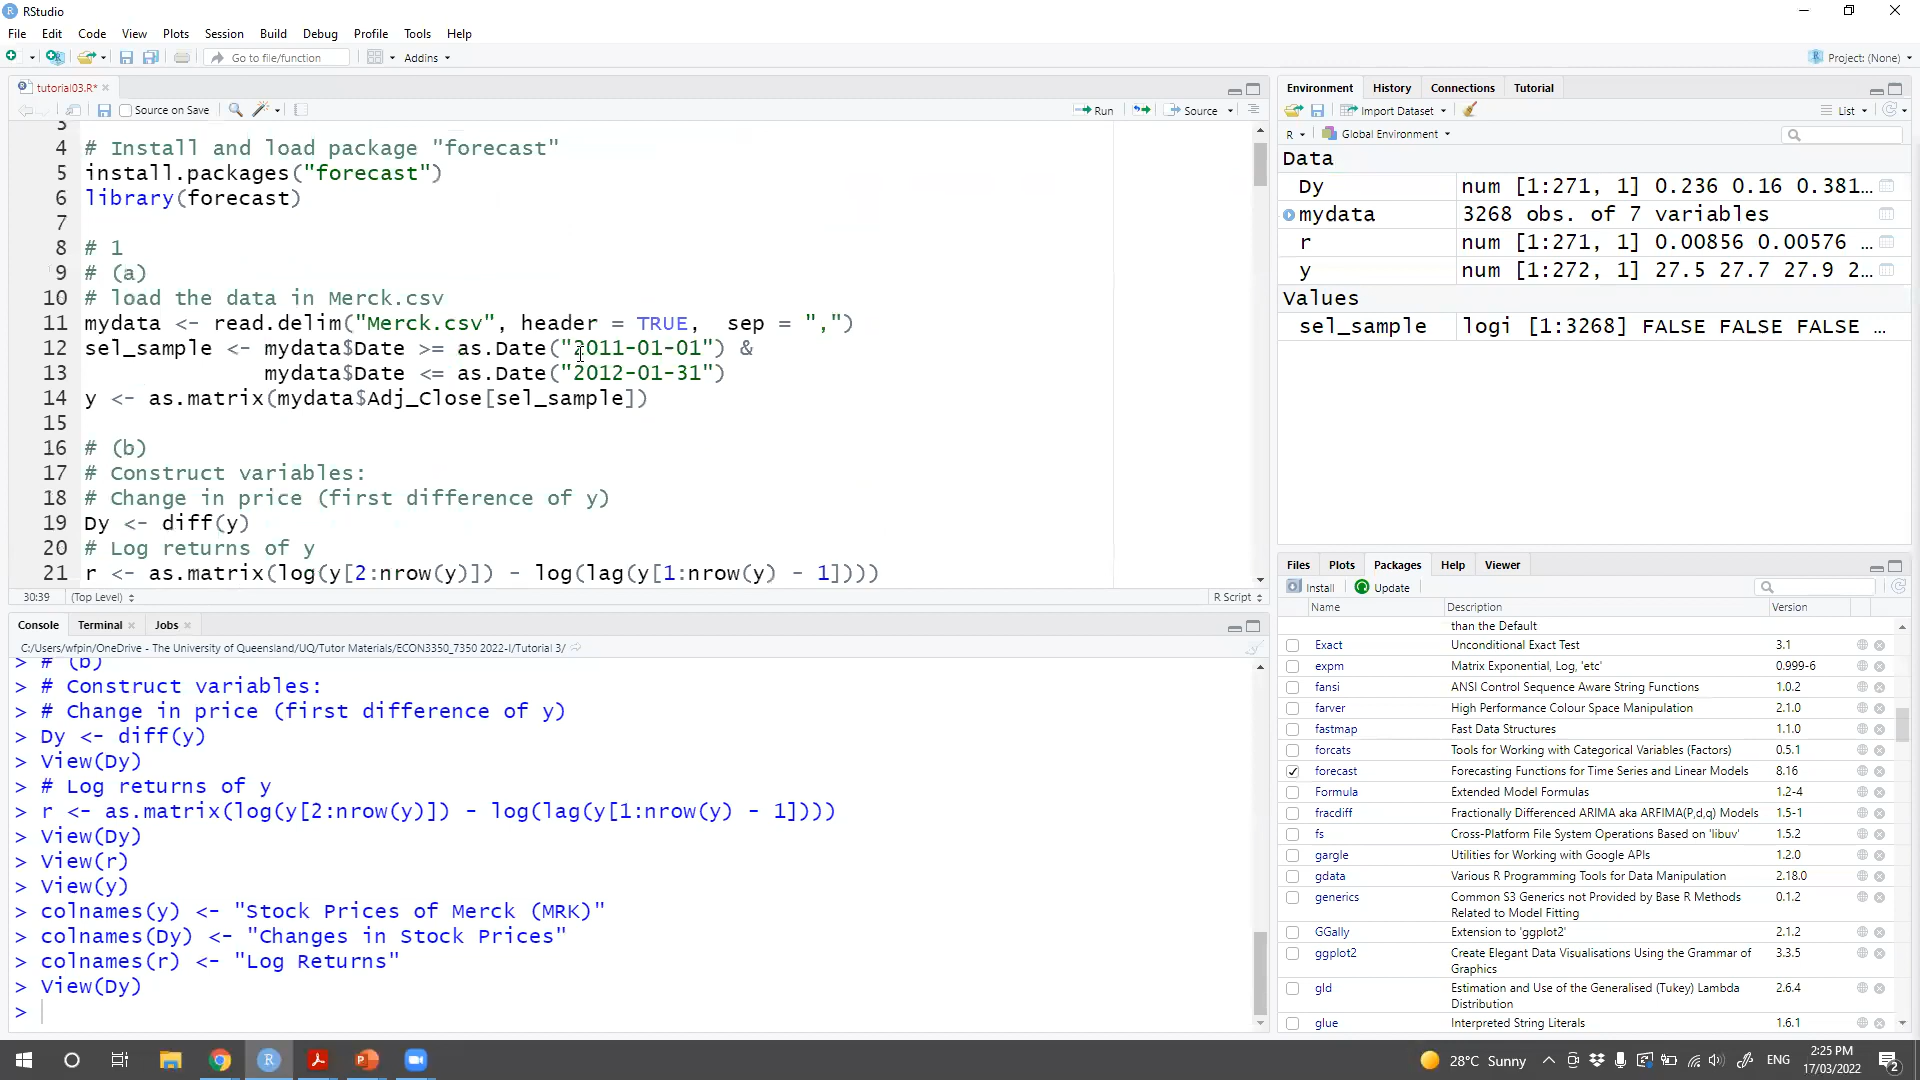 RStudio
File Edit Code View Plots Session Build Debug Profile Tools Help
Go to file/function Addins Project: (None)
tutorial03.R*
Source on Save Run Source
3
4 # Install and load package "forecast"
5 install.packages("forecast")
6 library(forecast)
7
8 # 1
9 # (a)
10 # load the data in Merck.csv
11 mydata <- read.delim("Merck.csv", header = TRUE,  sep = ",")
12 sel_sample <- mydata$Date >= as.Date("2011-01-01") &
13 mydata$Date <= as.Date("2012-01-31")
14 y <- as.matrix(mydata$Adj_Close[sel_sample])
15
16 # (b)
17 # Construct variables:
18 # Change in price (first difference of y)
19 Dy <- diff(y)
20 # Log returns of y
21 r <- as.matrix(log(y[2:nrow(y)]) - log(lag(y[1:nrow(y) - 1])))
30:39 (Top Level) R Script
Console Terminal Jobs
C:/Users/wfpin/OneDrive - The University of Queensland/UQ/Tutor Materials/ECON3350_7350 2022-I/Tutorial 3/
> # (b)
> # Construct variables:
> # Change in price (first difference of y)
> Dy <- diff(y)
> View(Dy)
> # Log returns of y
> r <- as.matrix(log(y[2:nrow(y)]) - log(lag(y[1:nrow(y) - 1])))
> View(Dy)
> View(r)
> View(y)
> colnames(y) <- "Stock Prices of Merck (MRK)"
> colnames(Dy) <- "Changes in Stock Prices"
> colnames(r) <- "Log Returns"
> View(Dy)
>
Environment History Connections Tutorial
Import Dataset List
R Global Environment
Data
Dy num [1:271, 1] 0.236 0.16 0.381…
mydata 3268 obs. of 7 variables
r num [1:271, 1] 0.00856 0.00576 …
y num [1:272, 1] 27.5 27.7 27.9 2…
Values
sel_sample logi [1:3268] FALSE FALSE FALSE …
Files Plots Packages Help Viewer
Install Update
Name Description Version
than the Default
Exact Unconditional Exact Test 3.1
expm Matrix Exponential, Log, 'etc' 0.999-6
fansi ANSI Control Sequence Aware String Functions 1.0.2
farver High Performance Colour Space Manipulation 2.1.0
fastmap Fast Data Structures 1.1.0
forcats Tools for Working with Categorical Variables (Factors) 0.5.1
forecast Forecasting Functions for Time Series and Linear Models 8.16
Formula Extended Model Formulas 1.2-4
fracdiff Fractionally Differenced ARIMA aka ARFIMA(P,d,q) Models 1.5-1
fs Cross-Platform File System Operations Based on 'libuv' 1.5.2
gargle Utilities for Working with Google APIs 1.2.0
gdata Various R Programming Tools for Data Manipulation 2.18.0
generics Common S3 Generics not Provided by Base R Methods 0.1.2
Related to Model Fitting
GGally Extension to 'ggplot2' 2.1.2
ggplot2 Create Elegant Data Visualisations Using the Grammar of 3.3.5
Graphics
gld Estimation and Use of the Generalised (Tukey) Lambda 2.6.4
Distribution
glue Interpreted String Literals 1.6.1
28°C Sunny ENG 2:25 PM
17/03/2022 2